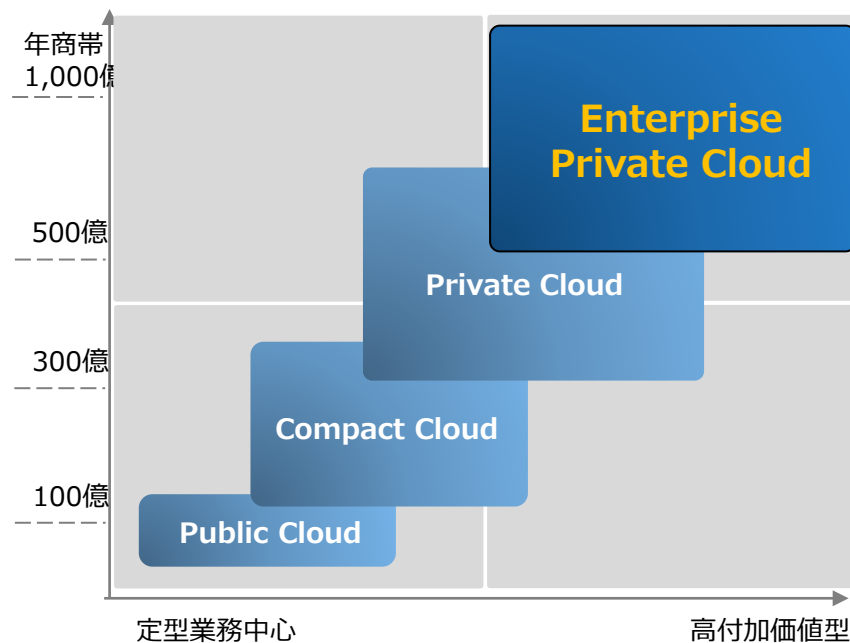 年商帯
1,000億
Enterprise
Private Cloud
500億
Private Cloud
300億
Compact Cloud
100億
Public Cloud
定型業務中心
高付加価値型